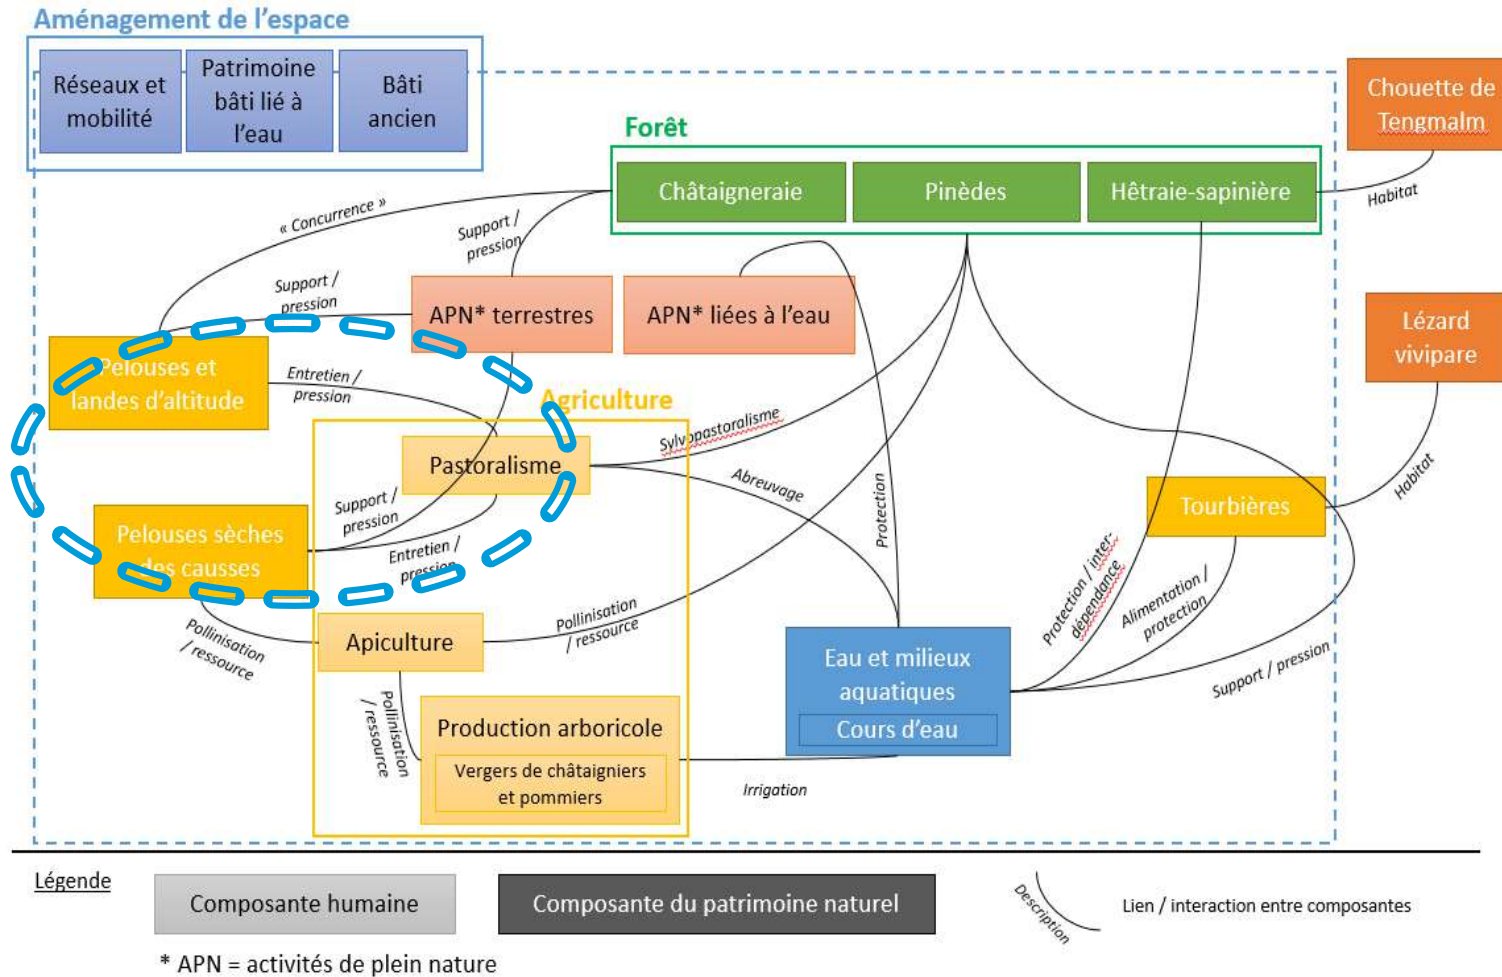 Aménagement de l'espace
Réseaux et
mobilité
Patrimoine
bâti lié à
l'eau
Bâti
ancien
Chouette de
Tengmalm
Forêt
Châtaigneraie
Pinèdes
Hêtraie-sapinière
Habitat
« Concurrence »
Support /
pression
Support /
pression
APN* terrestres
APN* liées à l'eau
Lézard
vivipare
Pelouses et
landes d'altitude
Entretien /
pression
Agriculture
Sylvopastoralisme
Pastoralisme
Abreuvage
Protection
Habitat
Tourbières
Support /
pression
Pelouses sèches
des causses
Entretien /
pression
Protection / inter-
dépendance
Alimentation /
protection
Pollinisation
/ ressource
Pollinisation
/ ressource
Apiculture
Eau et milieux
aquatiques
Cours d'eau
Support / pression
Pollinisation
/ ressource
Production arboricole
Vergers de châtaigniers
et pommiers
Irrigation
Légende
Composante humaine
Composante du patrimoine naturel
Description
Lien / interaction entre composantes
* APN = activités de plein nature